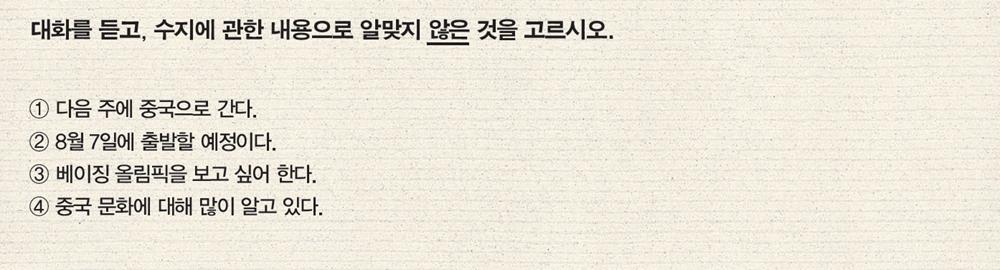 대화를 듣고, 수지에 관한 내용으로 알맞지 않은 것을 고르시오.
① 다음 주에 중국으로 간다.
② 8월 7일에 출발할 예정이다.
③ 베이징 올림픽을 보고 싶어 한다.
④ 중국 문화에 대해 많이 알고 있다.